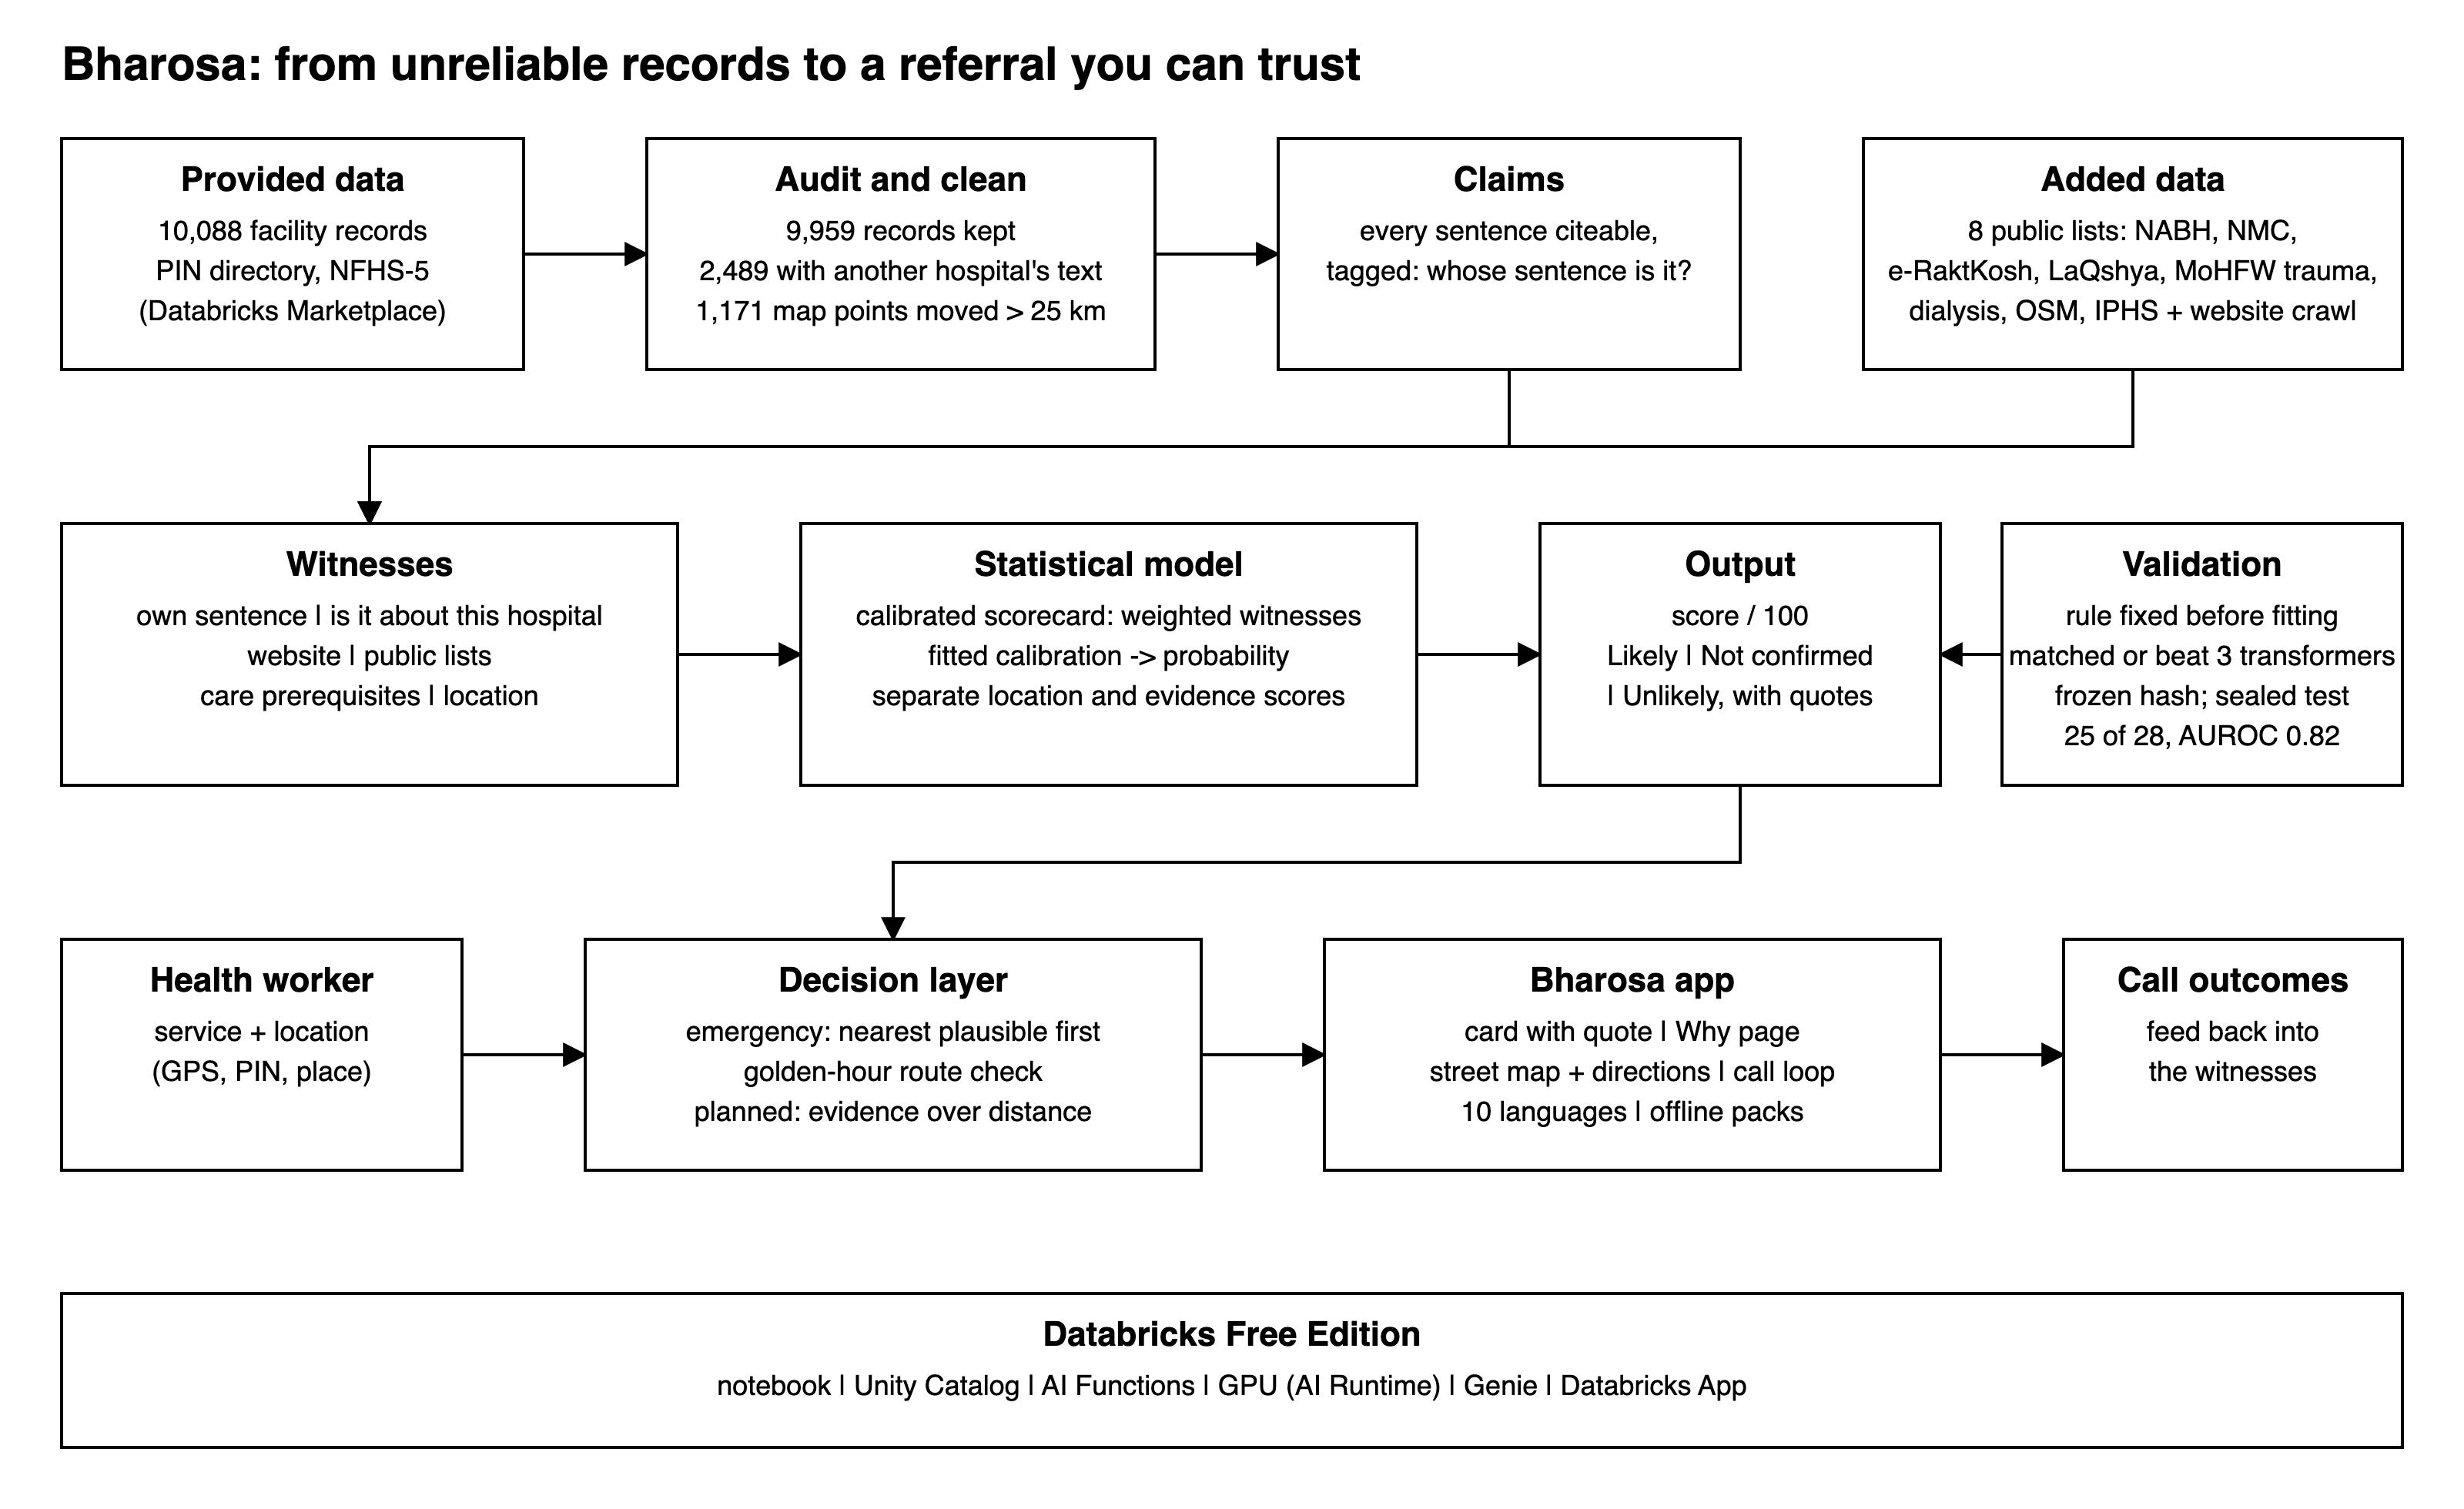 Bharosa: from unreliable records to a referral you can trust
Provided data
10,088 facility records
PIN directory, NFHS-5
(Databricks Marketplace)
Audit and clean
9,959 records kept
2,489 with another hospital's text
1,171 map points moved > 25 km
Claims
every sentence citeable,
tagged: whose sentence is it?
Added data
8 public lists: NABH, NMC,
e-RaktKosh, LaQshya, MoHFW trauma,
dialysis, OSM, IPHS + website crawl
Witnesses
own sentence | is it about this hospital
website | public lists
care prerequisites | location
Statistical model
calibrated scorecard: weighted witnesses
fitted calibration -> probability
separate location and evidence scores
Output
score / 100
Likely | Not confirmed
| Unlikely, with quotes
Validation
rule fixed before fitting
matched or beat 3 transformers
frozen hash; sealed test
25 of 28, AUROC 0.82
Health worker
service + location
(GPS, PIN, place)
Decision layer
emergency: nearest plausible first
golden-hour route check
planned: evidence over distance
Bharosa app
card with quote | Why page
street map + directions | call loop
10 languages | offline packs
Call outcomes
feed back into
the witnesses
Databricks Free Edition
notebook | Unity Catalog | AI Functions | GPU (AI Runtime) | Genie | Databricks App